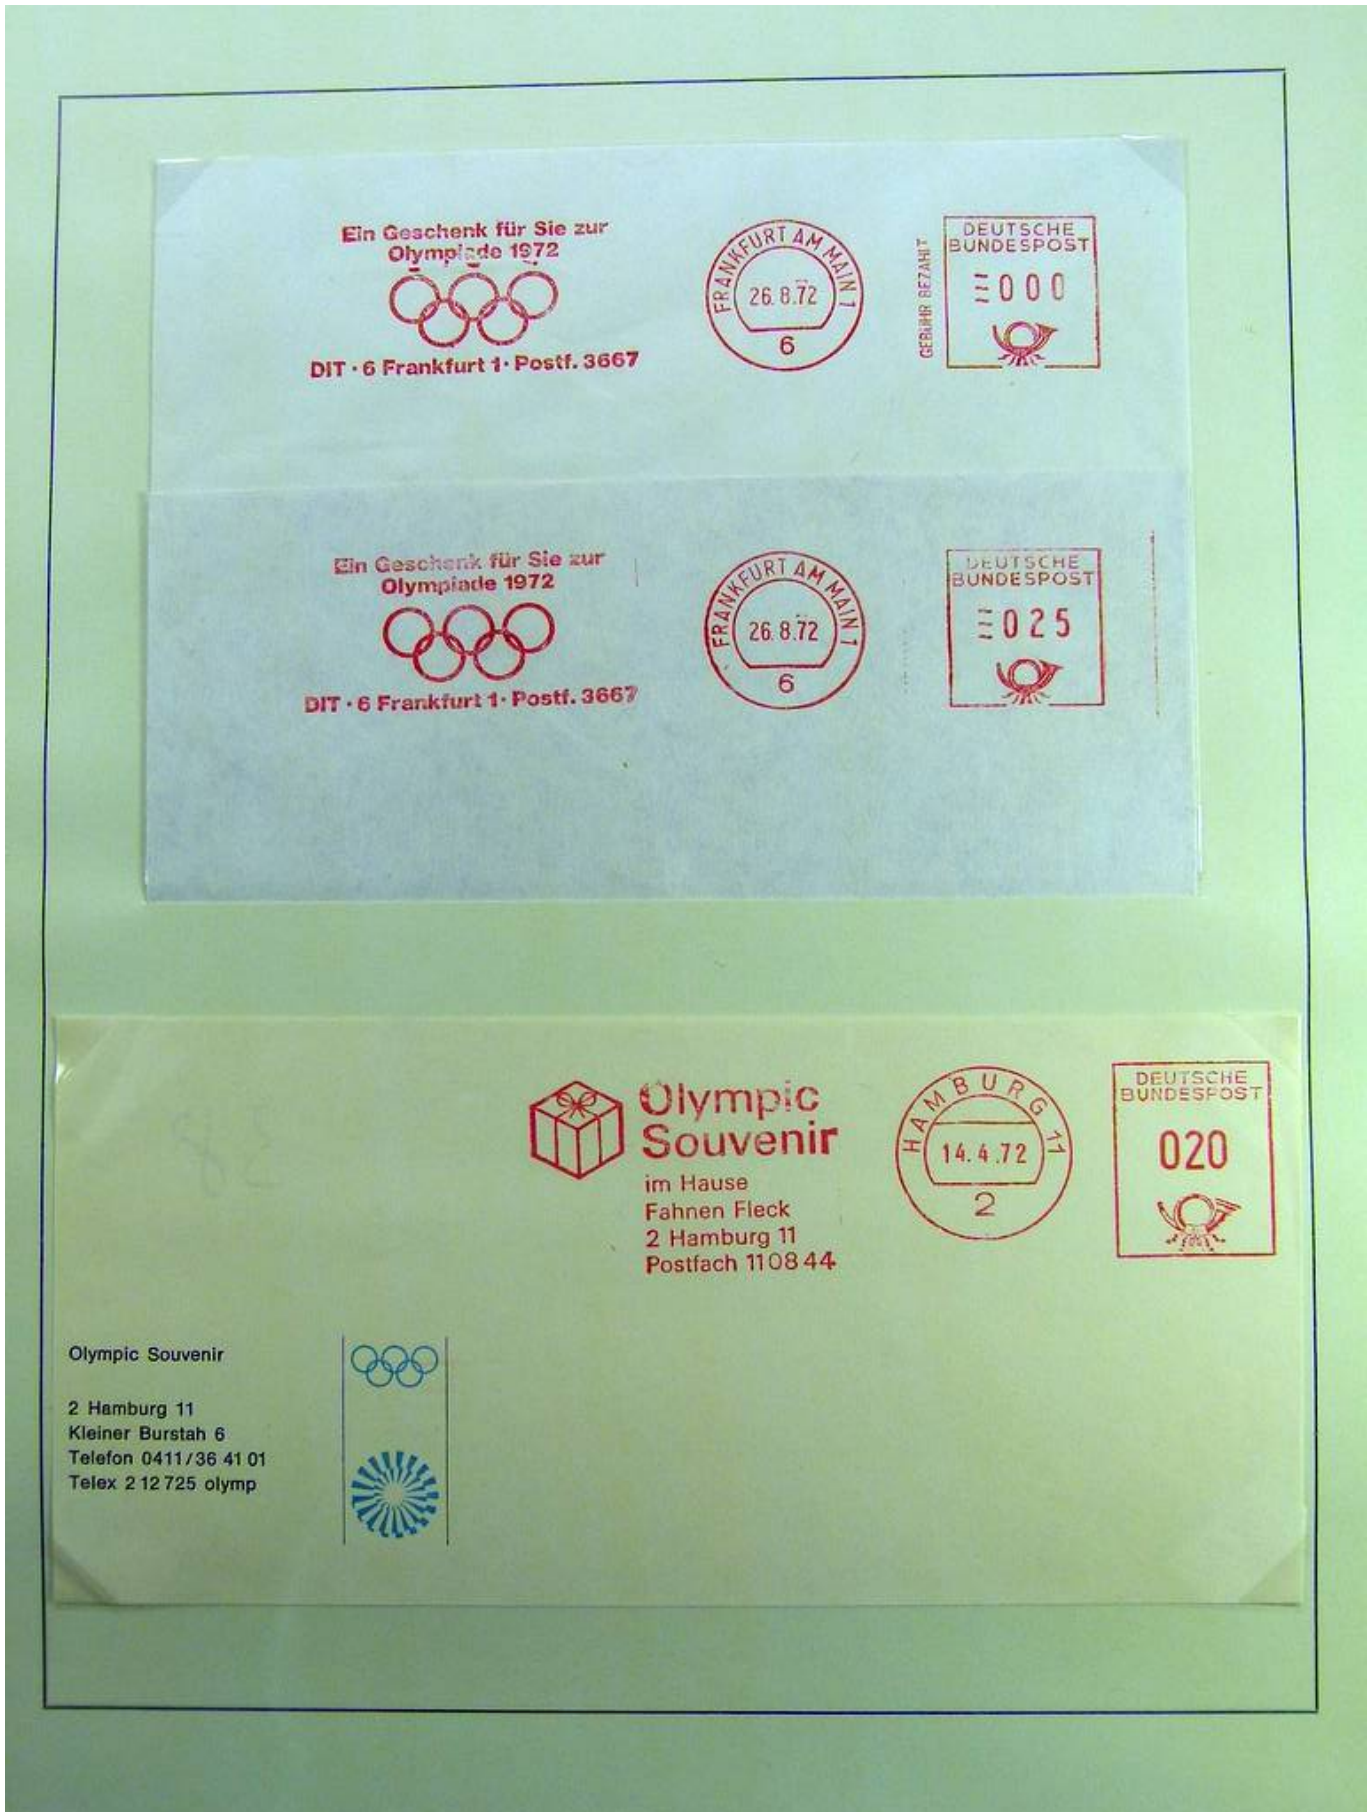 Ein Geschenk für Sie zur
Olympiade 1972
DIT · 6 Frankfurt 1 · Postf. 3667
FRANKFURT AM MAIN 1
26.8.72
6
GEBÜHR BEZAHLT
DEUTSCHE
BUNDESPOST
000
Ein Geschenk für Sie zur
Olympiade 1972
DIT · 6 Frankfurt 1 · Postf. 3667
FRANKFURT AM MAIN 1
26.8.72
6
DEUTSCHE
BUNDESPOST
025
Olympic
Souvenir
im Hause
Fahnen Fleck
2 Hamburg 11
Postfach 11 08 44
HAMBURG 11
14.4.72
2
DEUTSCHE
BUNDESPOST
020
Olympic Souvenir
2 Hamburg 11
Kleiner Burstah 6
Telefon 0411/36 41 01
Telex 2 12 725 olymp